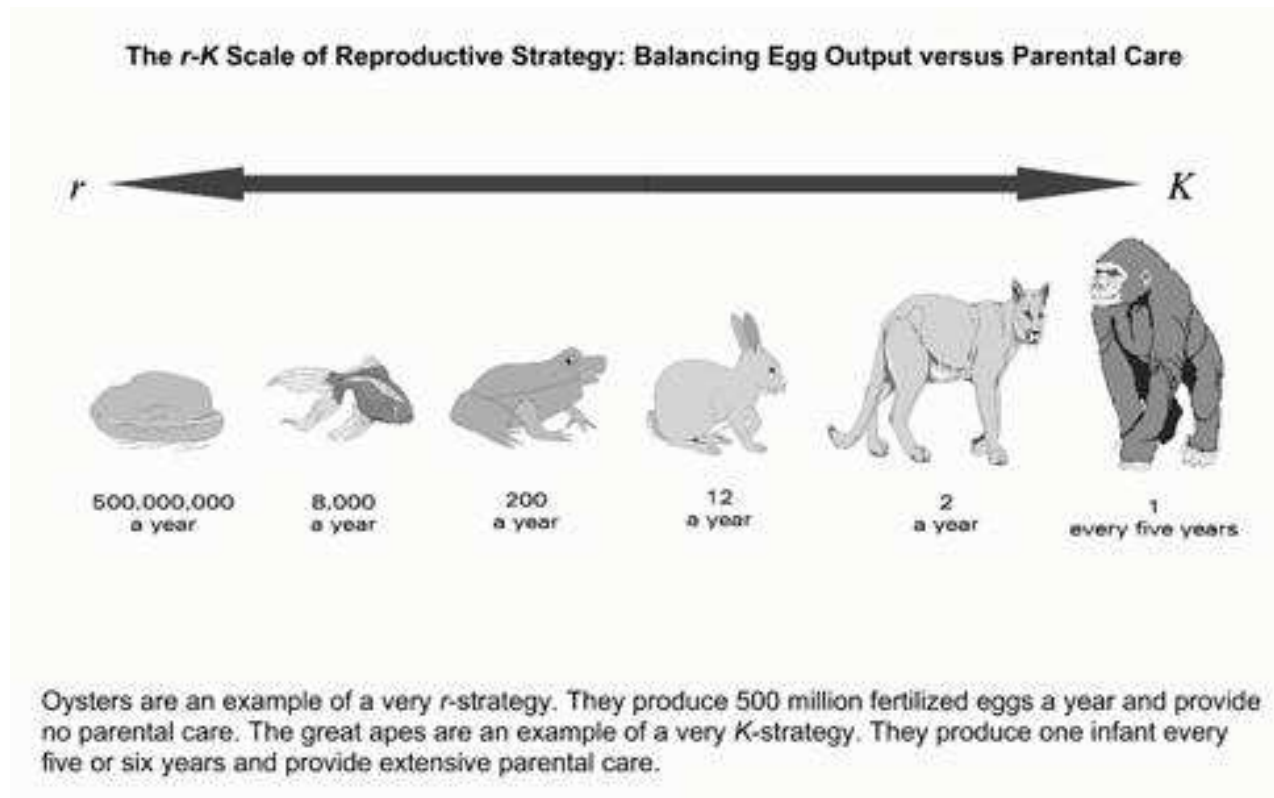 The r-K Scale of Reproductive Strategy: Balancing Egg Output versus Parental Care
r
K
500,000,000
a year
8,000
a year
200
a year
12
a year
2
a year
1
every five years
Oysters are an example of a very r-strategy. They produce 500 million fertilized eggs a year and provide
no parental care. The great apes are an example of a very K-strategy. They produce one infant every
five or six years and provide extensive parental care.